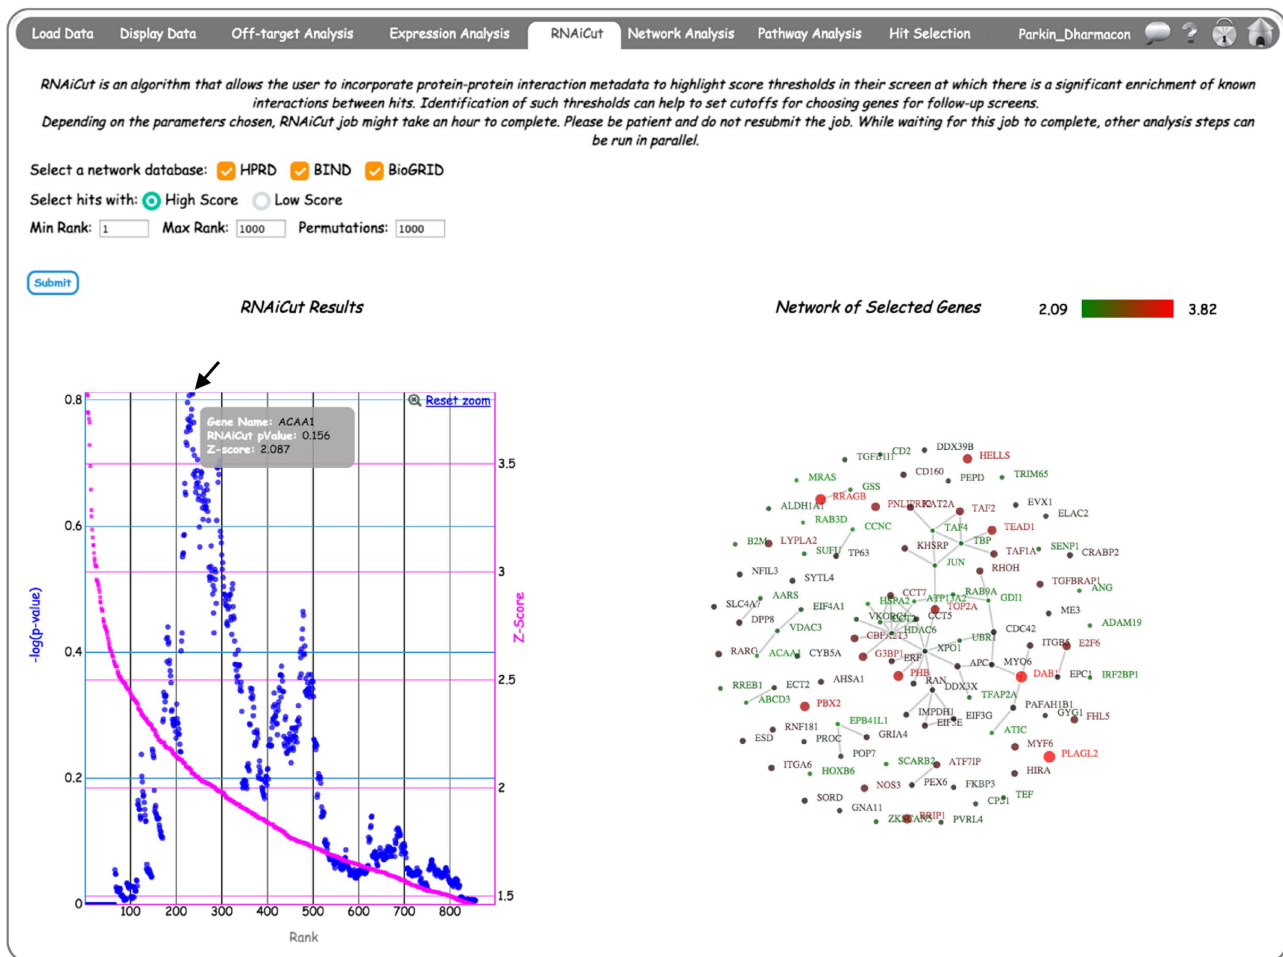 Load Data Display Data Off-target Analysis Expression Analysis RNAiCut Network Analysis Pathway Analysis Hit Selection Parkin_Dharmacon
RNAiCut is an algorithm that allows the user to incorporate protein-protein interaction metadata to highlight score thresholds in their screen at which there is a significant enrichment of known
interactions between hits. Identification of such thresholds can help to set cutoffs for choosing genes for follow-up screens.
Depending on the parameters chosen, RNAiCut job might take an hour to complete. Please be patient and do not resubmit the job. While waiting for this job to complete, other analysis steps can
be run in parallel.
Select a network database: HPRD BIND BioGRID
Select hits with: High Score Low Score
Min Rank: 1 Max Rank: 1000 Permutations: 1000
Submit
RNAiCut Results
0.8
0.6
0.4
0.2
0
-log(p-value)
Reset zoom
Gene Name: ACAA1
RNAiCut pValue: 0.156
Z-score: 2.087
3.5
3
2.5
2
1.5
Z-Score
100 200 300 400 500 600 700 800
Rank
Network of Selected Genes 2.09 3.82
DDX39B
CD2
HELLS
CD160
PEPD
TRIM65
MRAS
GSS
RRAGB
ALDH1A1
TAF2
EVX1
ELAC2
RAB3D
CCNC
TAF4
TEAD1
B2M
LYPLA2
SUFU
TP63
KHSRP
TBP
TAF1A
SENP1
CRABP2
JUN
NFIL3
SYTL4
RHOH
TGFBRAP1
ANG
AARS
CCT7
HSPA2
ATP13A2
RAB9A
GDI1
SLC4A7
EIF4A1
TOP2A
ME3
DPP8
VDAC3
CCT5
HDAC6
CDC42
ADAM19
UBR1
ITGB5
E2F6
RARG
ACAA1
CYB5A
G3BP1
ERF
XPO1
APC
MYO6
PHB
DAB1
EPC1
IRF2BP1
RREB1
ECT2
AHSA1
RAN
DDX3X
TFAP2A
ABCD3
PBX2
IMPDH1
EIF3G
PAFAH1B1
GYG1
FHL5
EPB41L1
RNF181
ESD
PROC
GRIA4
ATIC
MYF6
PLAGL2
POP7
ITGA6
HOXB6
SCARB2
ATF7IP
HIRA
NOS3
PEX6
FKBP3
TEF
SORD
GNA11
PVRL4